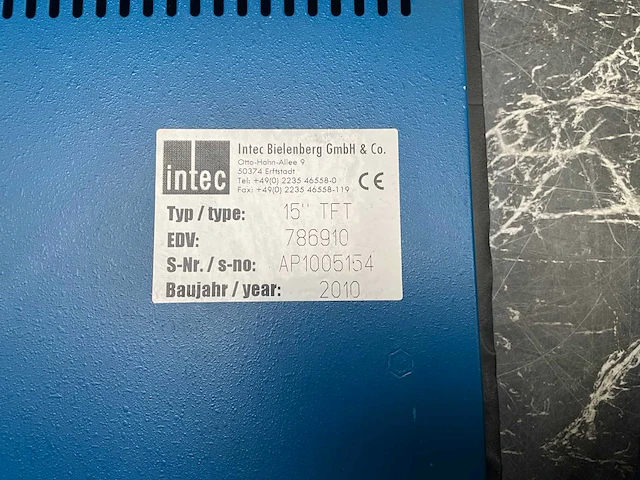 intec
Intec Bielenberg GmbH & Co.
Otto-Hahn-Allee 9
50374 Erftstadt
Tel: +49(0) 2235 46558-0
Fax: +49(0) 2235 46558-119
CE
Typ / type: 15'' TFT
EDV: 786910
S-Nr. / s-no: AP1005154
Baujahr / year: 2010